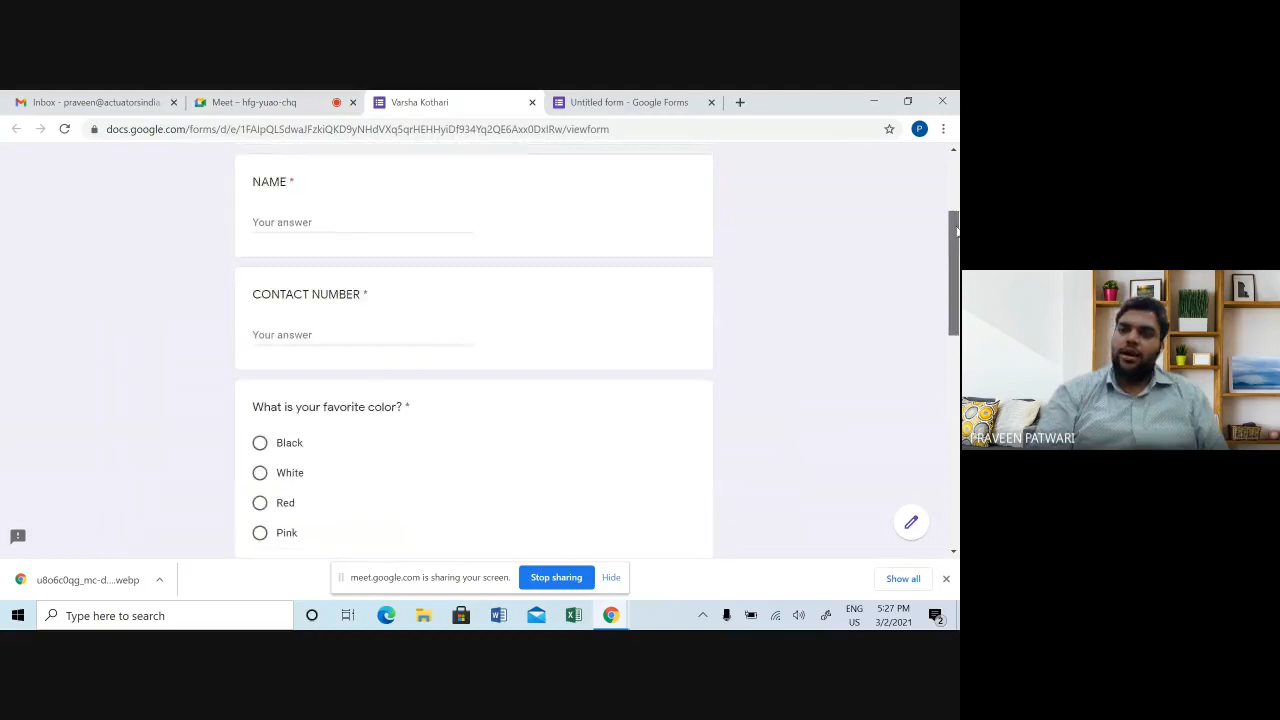 Inbox - praveen@actuatorsindia
Meet – hfg-yuao-chq
Varsha Kothari
Untitled form - Google Forms
docs.google.com/forms/d/e/1FAIpQLSdwaJFzkiQKD9yNHdVXq5qrHEHHyiDf934Yq2QE6Axx0DxIRw/viewform
P
NAME *
Your answer
CONTACT NUMBER *
Your answer
What is your favorite color? *
Black
White
Red
Pink
PRAVEEN PATWARI
u8o6c0qg_mc-d....webp
meet.google.com is sharing your screen.
Stop sharing
Hide
Show all
Type here to search
ENG
US
5:27 PM
3/2/2021
2